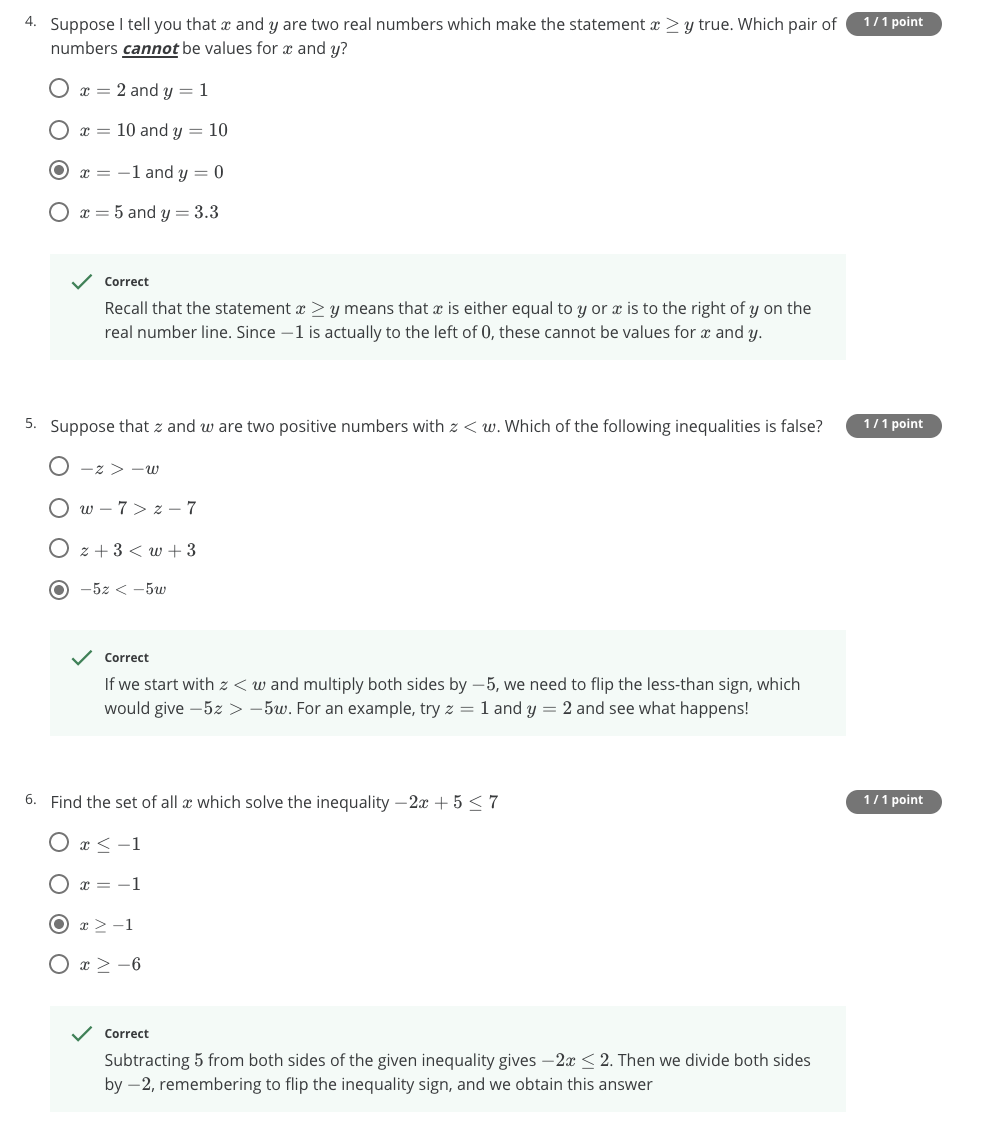 4. Suppose I tell you that x and y are two real numbers which make the statement x ≥ y true. Which pair of 1 / 1 point
numbers cannot be values for x and y?
x = 2 and y = 1
x = 10 and y = 10
x = −1 and y = 0
x = 5 and y = 3.3
Correct
Recall that the statement x ≥ y means that x is either equal to y or x is to the right of y on the
real number line. Since −1 is actually to the left of 0, these cannot be values for x and y.
5. Suppose that z and w are two positive numbers with z < w. Which of the following inequalities is false? 1 / 1 point
−z > −w
w − 7 > z − 7
z + 3 < w + 3
−5z < −5w
Correct
If we start with z < w and multiply both sides by −5, we need to flip the less-than sign, which
would give −5z > −5w. For an example, try z = 1 and y = 2 and see what happens!
6. Find the set of all x which solve the inequality −2x + 5 ≤ 7 1 / 1 point
x ≤ −1
x = −1
x ≥ −1
x ≥ −6
Correct
Subtracting 5 from both sides of the given inequality gives −2x ≤ 2. Then we divide both sides
by −2, remembering to flip the inequality sign, and we obtain this answer